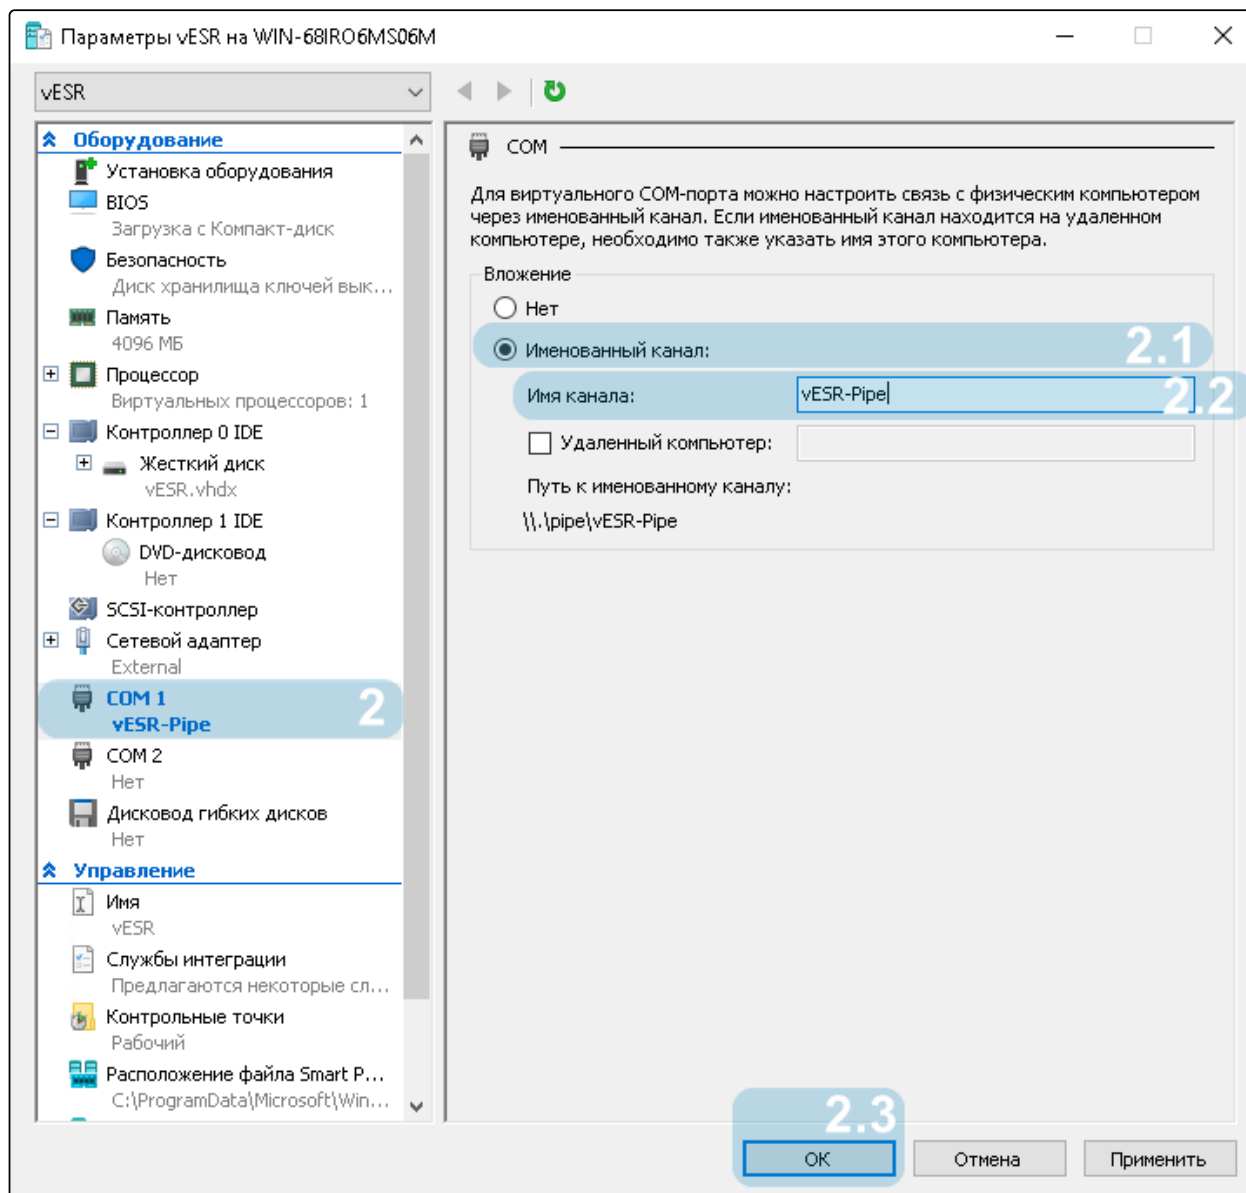 Параметры vESR на WIN-68IRO6MS06M
vESR
Оборудование
Установка оборудования
BIOS
Загрузка с Компакт-диск
Безопасность
Диск хранилища ключей вык...
Память
4096 МБ
Процессор
Виртуальных процессоров: 1
Контроллер 0 IDE
Жесткий диск
vESR.vhdx
Контроллер 1 IDE
DVD-дисковод
Нет
SCSI-контроллер
Сетевой адаптер
External
COM 1
2
vESR-Pipe
COM 2
Нет
Дисковод гибких дисков
Нет
Управление
Имя
vESR
Службы интеграции
Предлагаются некоторые сл...
Контрольные точки
Рабочий
Расположение файла Smart P...
C:\ProgramData\Microsoft\Win...
COM
Для виртуального COM-порта можно настроить связь с физическим компьютером
через именованный канал. Если именованный канал находится на удаленном
компьютере, необходимо также указать имя этого компьютера.
Вложение
Нет
Именованный канал:
2.1
Имя канала: vESR-Pipe
2.2
Удаленный компьютер:
Путь к именованному каналу:
\\.\pipe\vESR-Pipe
2.3
ОК Отмена Применить